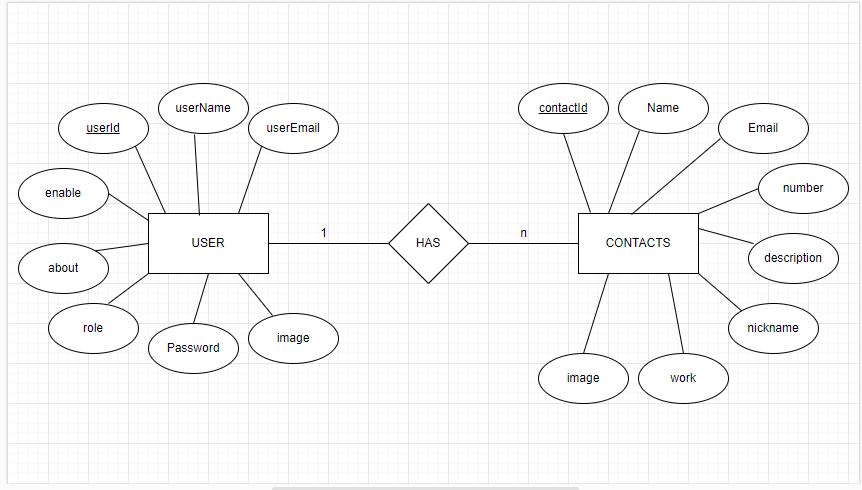 userName
contactId
Name
userId
userEmail
Email
enable
number
USER
1
HAS
n
CONTACTS
about
description
role
Password
image
nickname
image
work